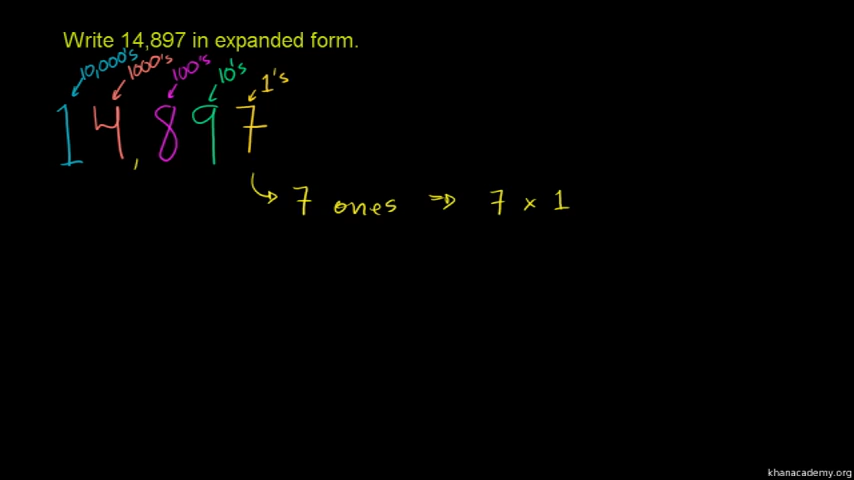 Write 14,897 in expanded form.
10,000's 1000's 100's 10's 1's
14,897
7 ones ⇒ 7 × 1
khanacademy.org